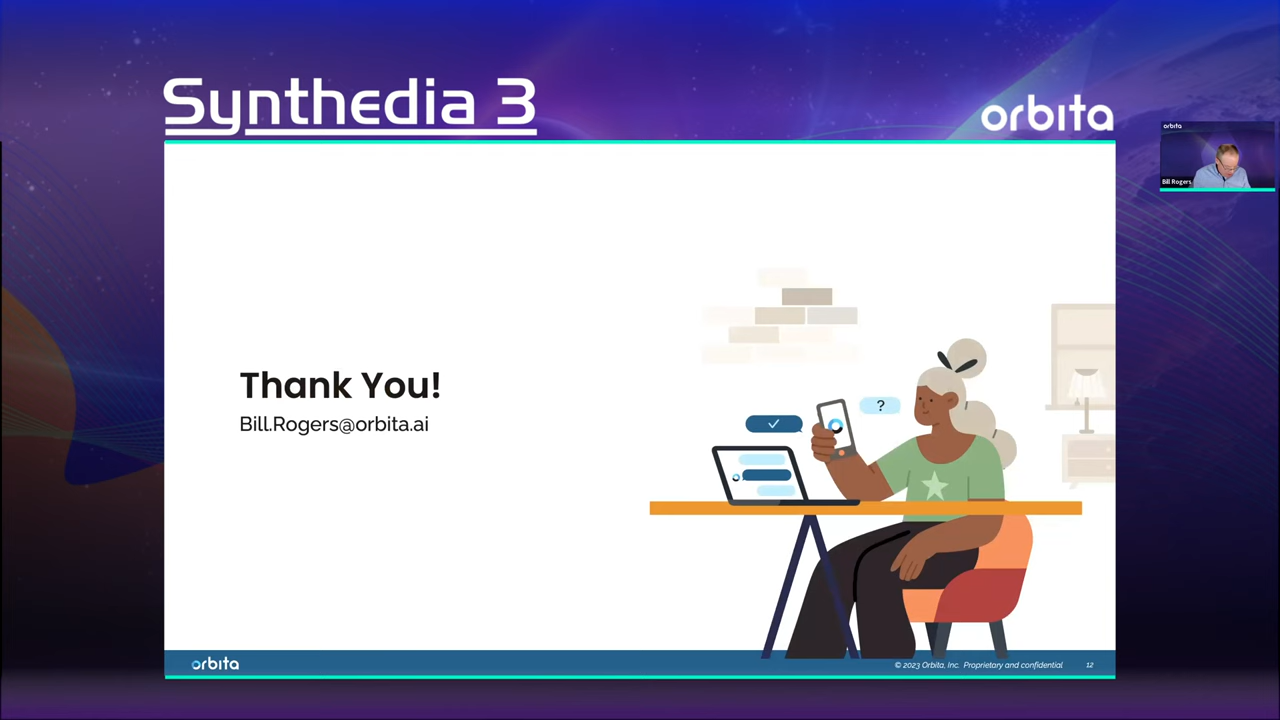 Synthedia 3
orbita
orbita
Bill Rogers
Thank You!
Bill.Rogers@orbita.ai
?
orbita
© 2023 Orbita, Inc. Proprietary and confidential
12